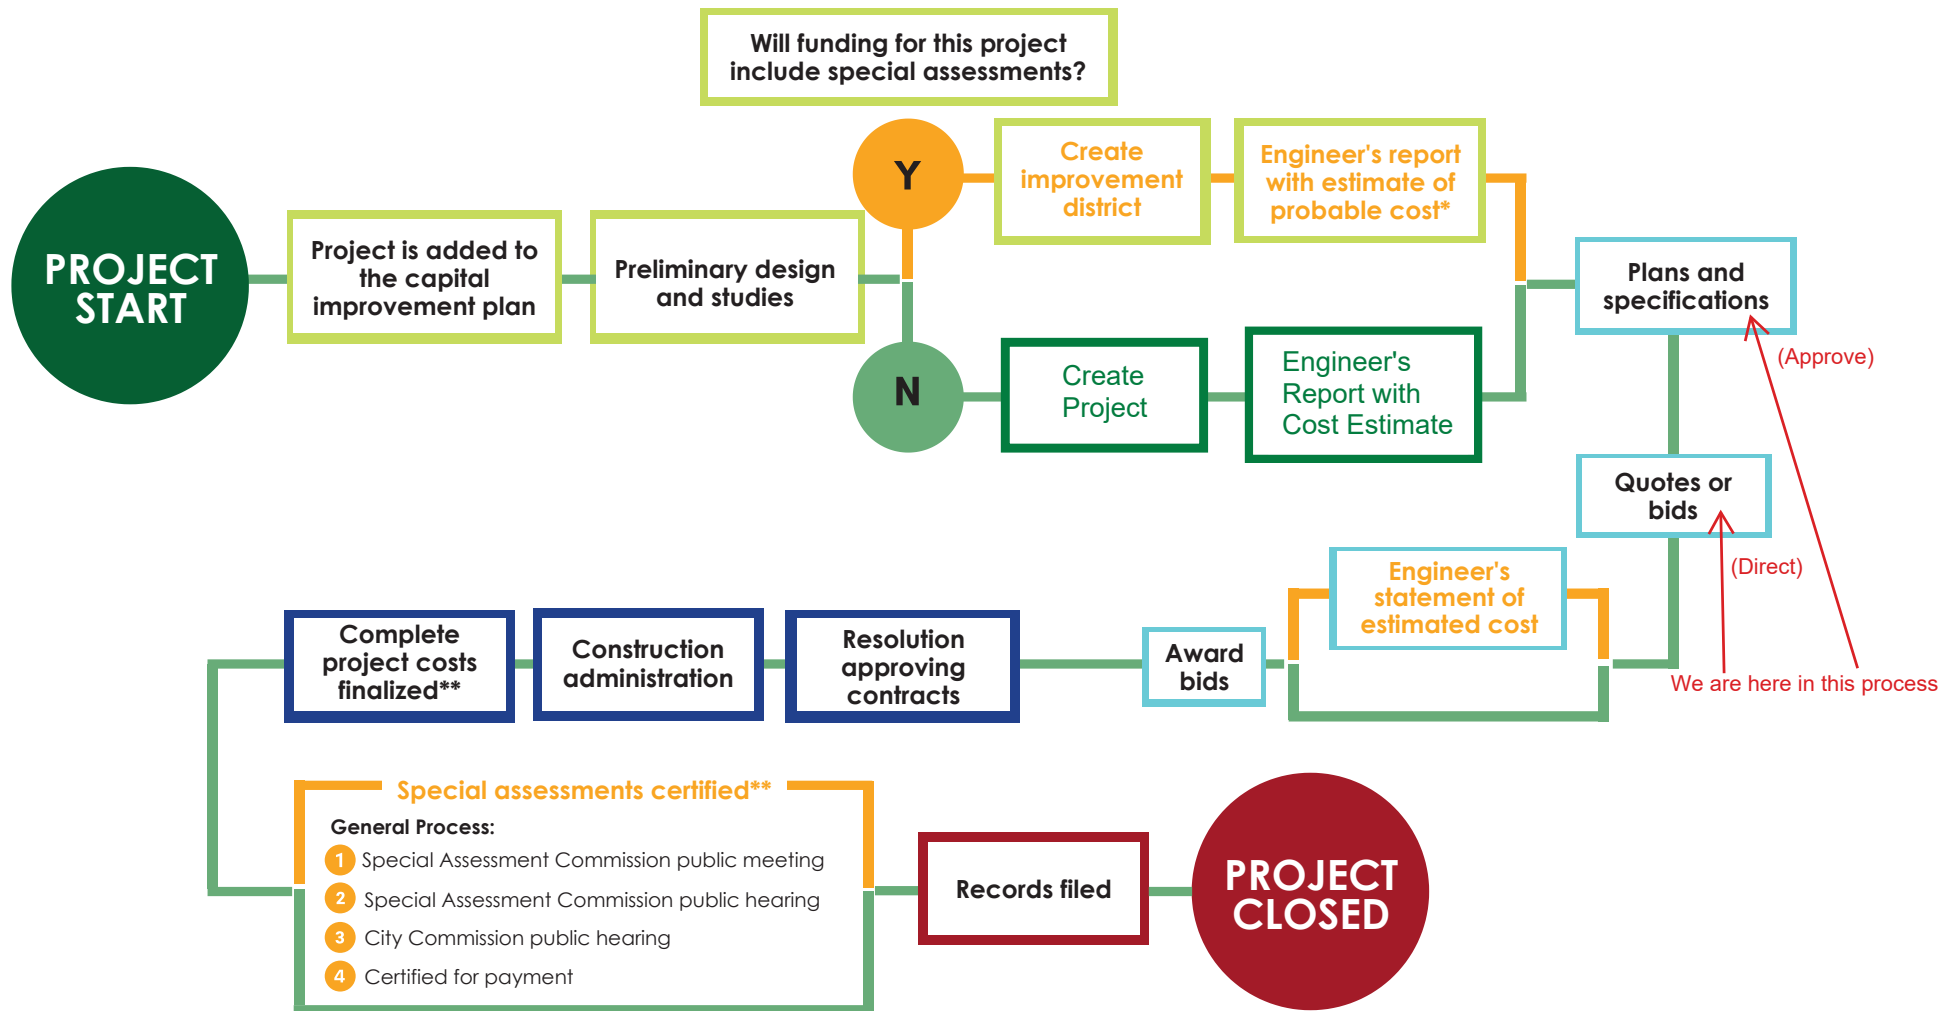 Will funding for this project
include special assessments?
PROJECT
START
Project is added to
the capital
improvement plan
Preliminary design
and studies
Y
Create
improvement
district
Engineer's report
with estimate of
probable cost*
N
Create
Project
Engineer's
Report with
Cost Estimate
Plans and
specifications
(Approve)
Quotes or
bids
(Direct)
We are here in this process
Engineer's
statement of
estimated cost
Award
bids
Resolution
approving
contracts
Construction
administration
Complete
project costs
finalized**
Special assessments certified**
General Process:
1 Special Assessment Commission public meeting
2 Special Assessment Commission public hearing
3 City Commission public hearing
4 Certified for payment
Records filed
PROJECT
CLOSED